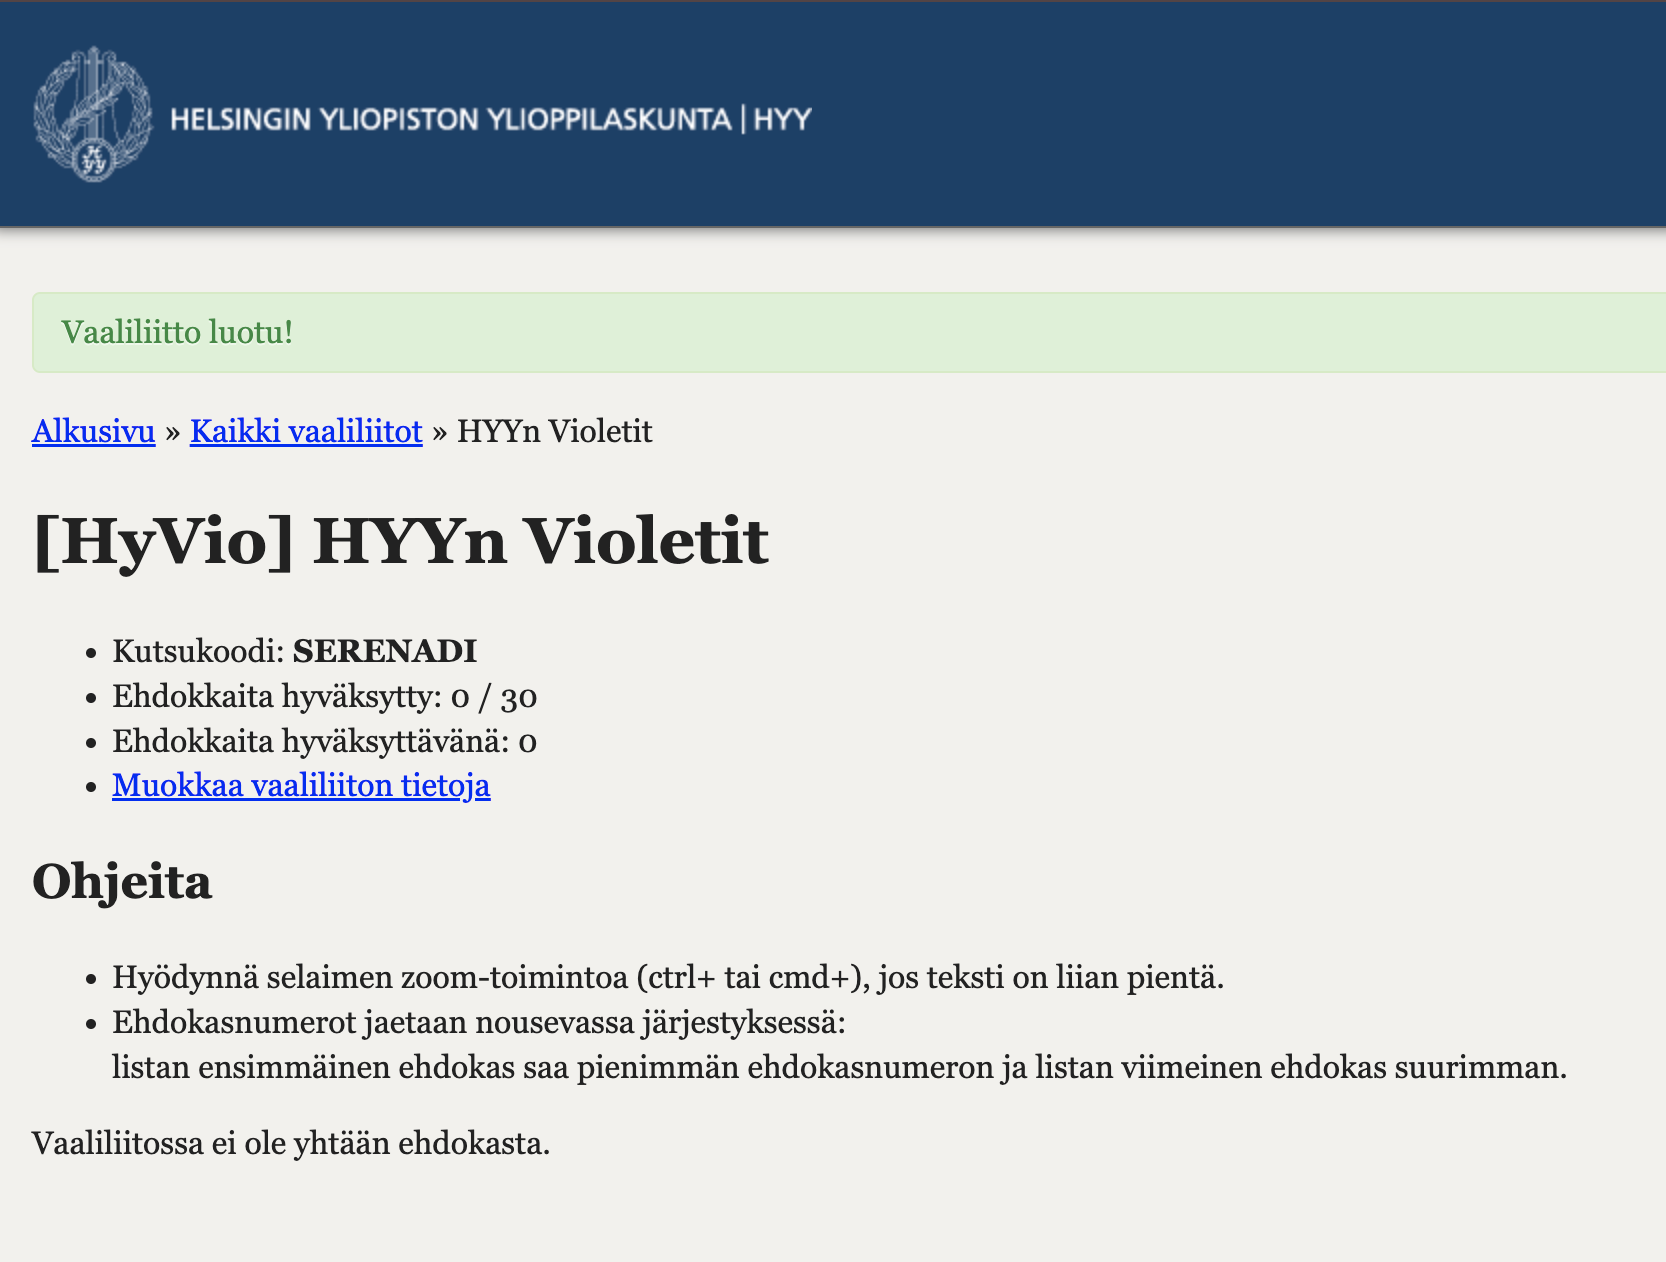 HELSINGIN YLIOPISTON YLIOPPILASKUNTA | HYY
Vaaliliitto luotu!
Alkusivu » Kaikki vaaliliitot » HYYn Violetit
[HyVio] HYYn Violetit
• Kutsukoodi: SERENADI
• Ehdokkaita hyväksytty: 0 / 30
• Ehdokkaita hyväksyttävänä: 0
• Muokkaa vaaliliiton tietoja
Ohjeita
• Hyödynnä selaimen zoom-toimintoa (ctrl+ tai cmd+), jos teksti on liian pientä.
• Ehdokasnumerot jaetaan nousevassa järjestyksessä:
listan ensimmäinen ehdokas saa pienimmän ehdokasnumeron ja listan viimeinen ehdokas suurimman.
Vaaliliitossa ei ole yhtään ehdokasta.